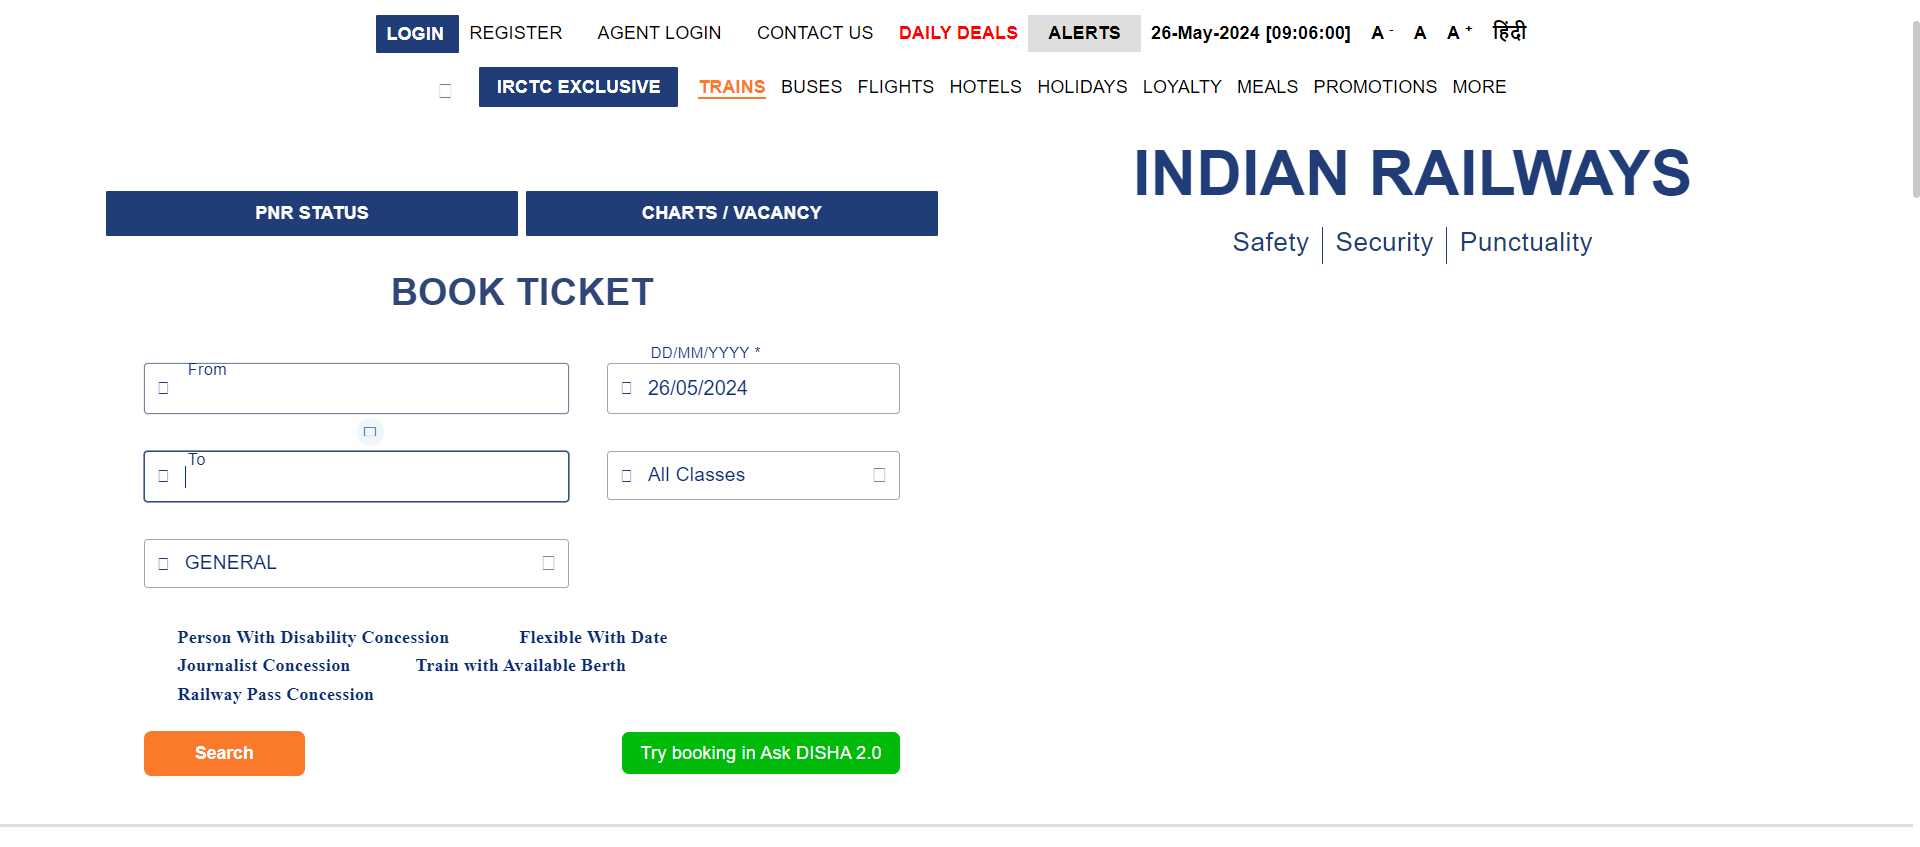 LOGIN REGISTER AGENT LOGIN CONTACT US DAILY DEALS ALERTS 26-May-2024 [09:06:00] A - A A + हिंदी
IRCTC EXCLUSIVE TRAINS BUSES FLIGHTS HOTELS HOLIDAYS LOYALTY MEALS PROMOTIONS MORE
INDIAN RAILWAYS
Safety Security Punctuality
PNR STATUS CHARTS / VACANCY
BOOK TICKET
DD/MM/YYYY *
From
26/05/2024
To
All Classes
GENERAL
Person With Disability Concession Flexible With Date
Journalist Concession Train with Available Berth
Railway Pass Concession
Search Try booking in Ask DISHA 2.0